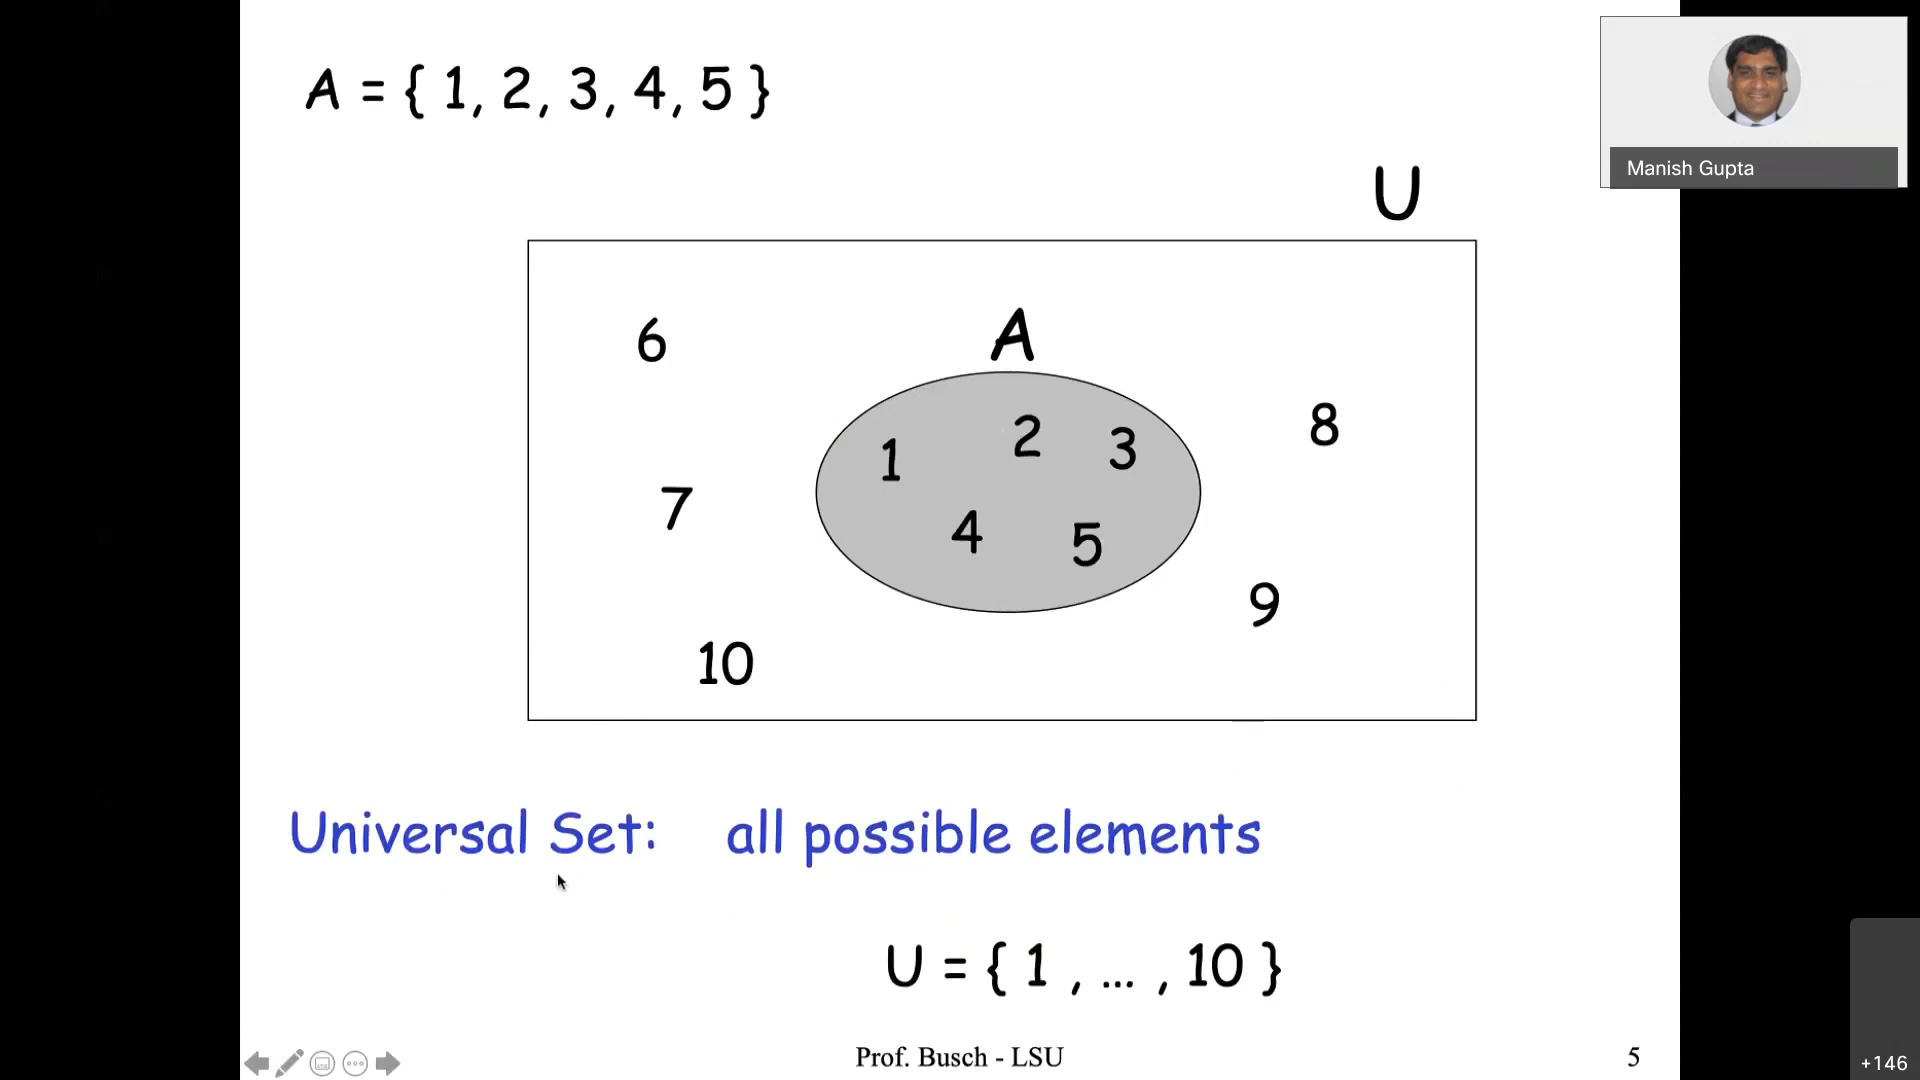 A = { 1, 2, 3, 4, 5 }
Manish Gupta
U
6
A
8
1
2
3
7
4
5
9
10
Universal Set: all possible elements
U = { 1 , ... , 10 }
Prof. Busch - LSU
5
+146